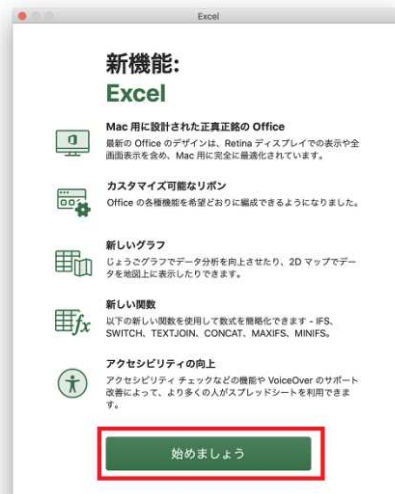 Excel
新機能:
Excel
Mac 用に設計された正真正銘の Office
最新の Office のデザインは、Retina ディスプレイでの表示や全
画面表示を含め、Mac 用に完全に最適化されています。
カスタマイズ可能なリボン
Office の各種機能を希望どおりに編成できるようになりました。
新しいグラフ
じょうごグラフでデータ分析を向上させたり、2D マップでデー
タを地図上に表示したりできます。
新しい関数
以下の新しい関数を使用して数式を簡略化できます - IFS、
SWITCH、TEXTJOIN、CONCAT、MAXIFS、MINIFS。
アクセシビリティの向上
アクセシビリティ チェックなどの機能や VoiceOver のサポート
改善によって、より多くの人がスプレッドシートを利用できま
す。
始めましょう